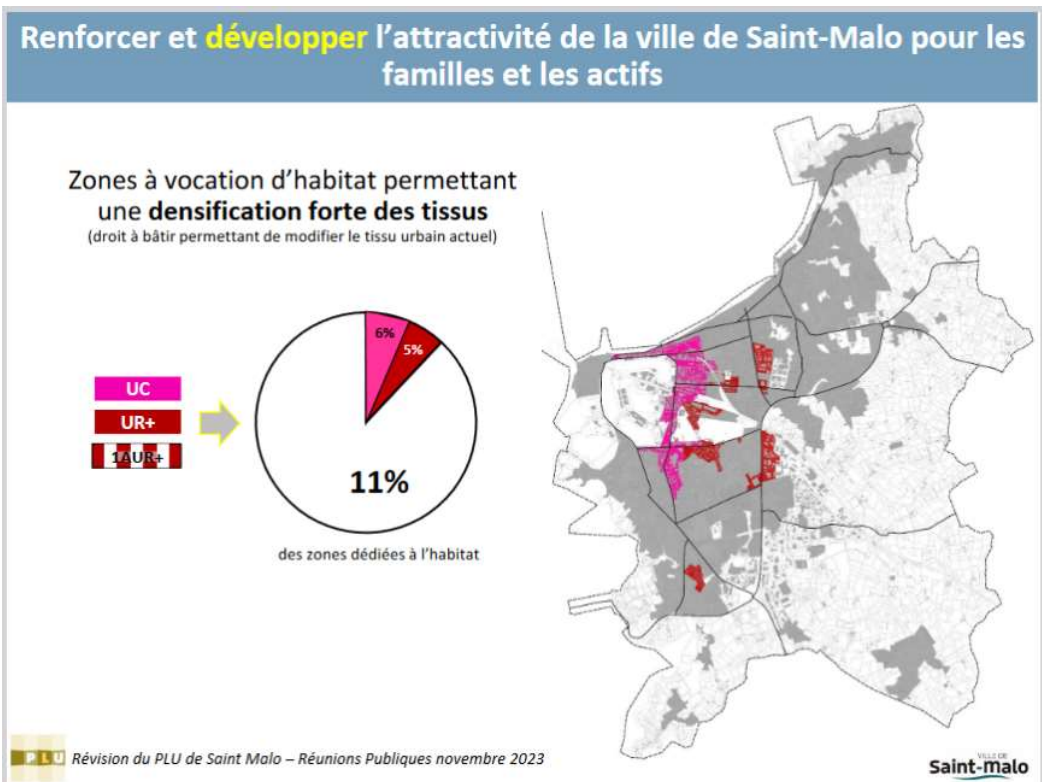 Renforcer et développer l’attractivité de la ville de Saint-Malo pour les
familles et les actifs
Zones à vocation d’habitat permettant
une densification forte des tissus
(droit à bâtir permettant de modifier le tissu urbain actuel)
6%
5%
UC
UR+
1AUR+
11%
des zones dédiées à l’habitat
PLU
Révision du PLU de Saint Malo – Réunions Publiques novembre 2023
VILLE DE
Saint-malo